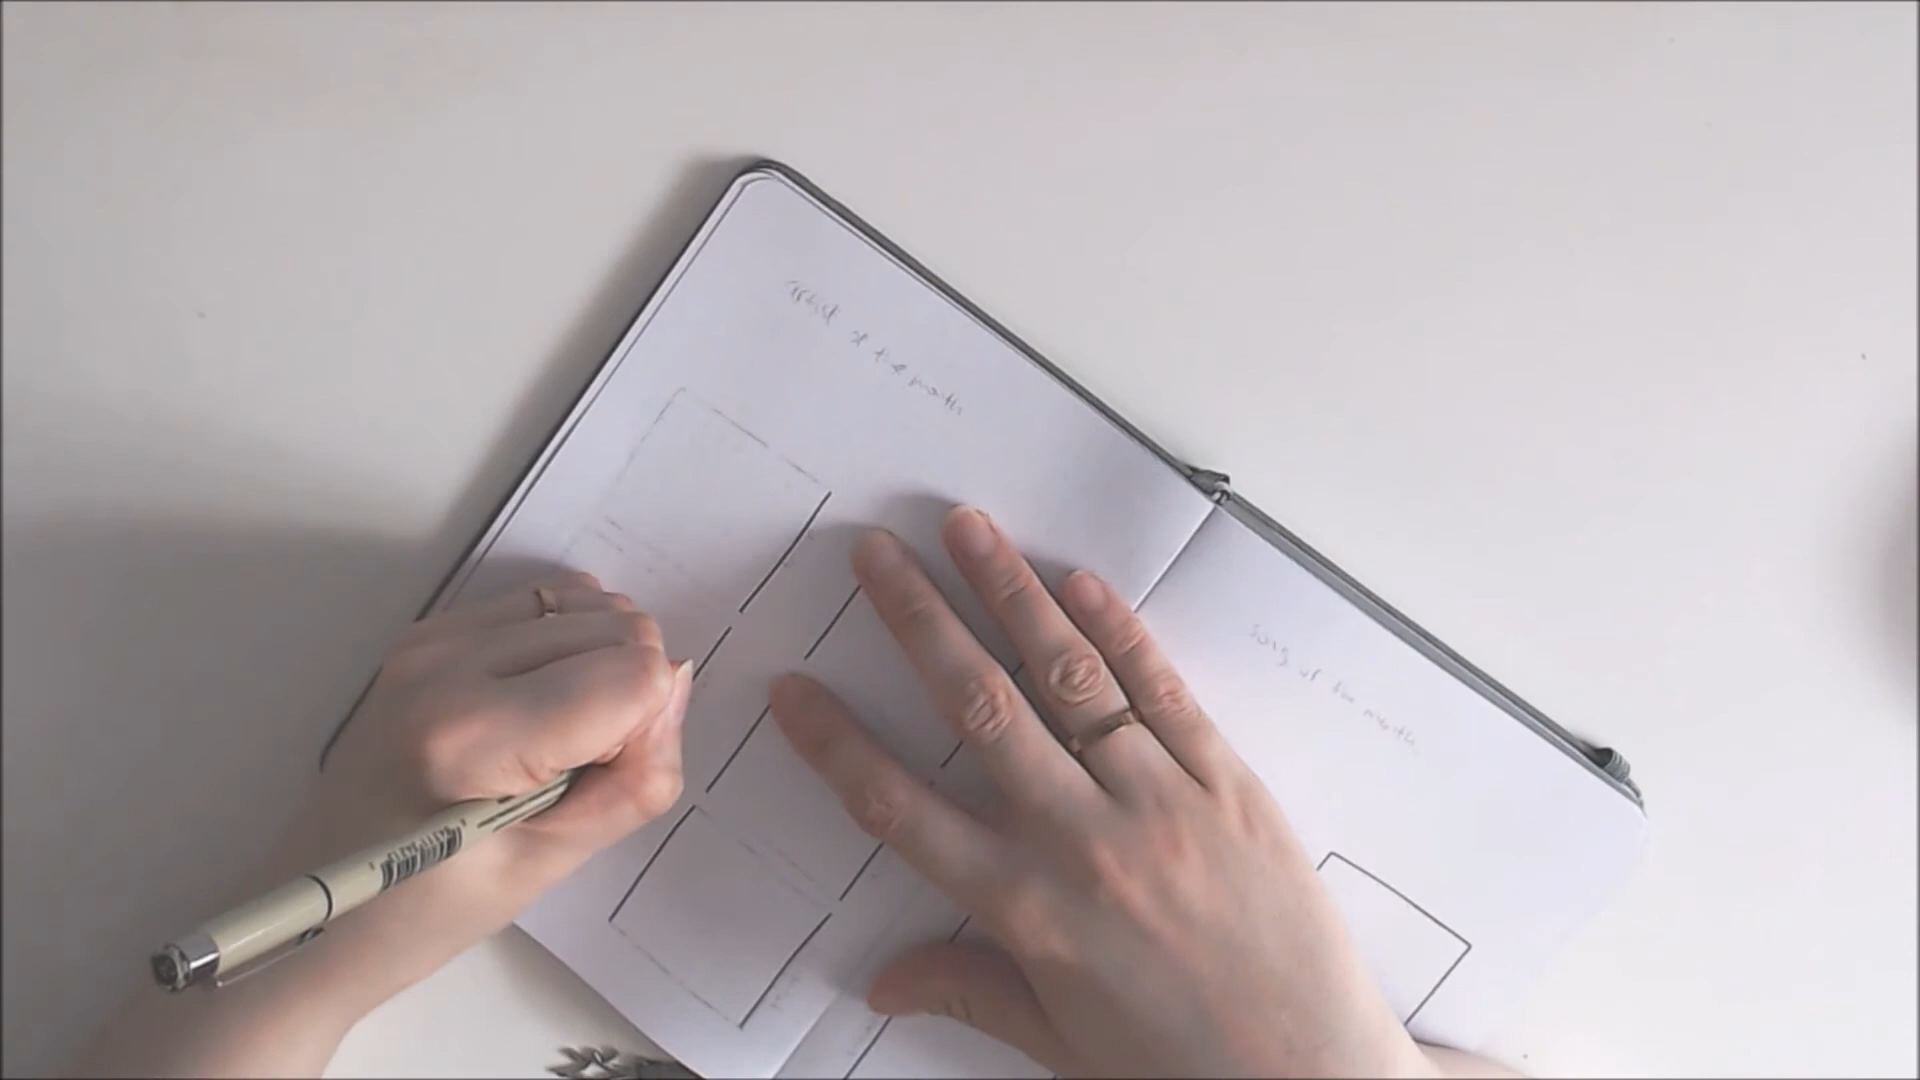 artist of the month
song of the month